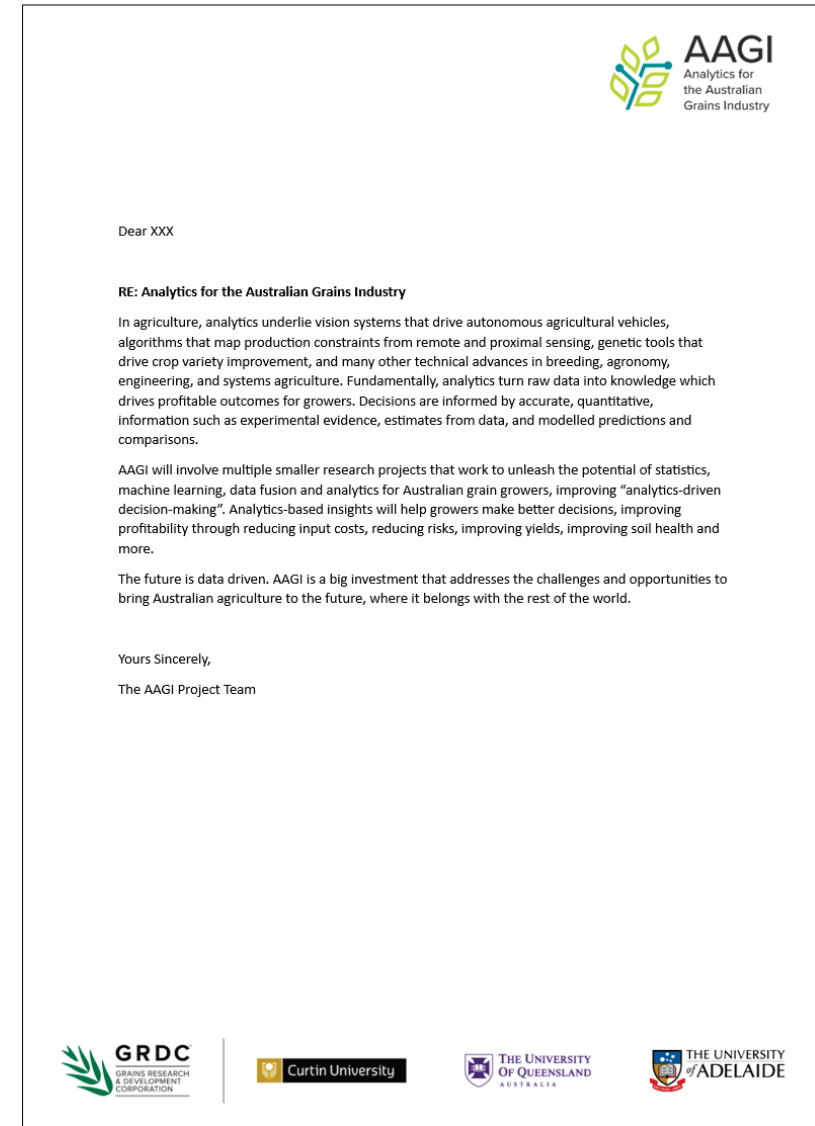 AAGI
Analytics for
the Australian
Grains Industry
Dear XXX
RE: Analytics for the Australian Grains Industry
In agriculture, analytics underlie vision systems that drive autonomous agricultural vehicles,
algorithms that map production constraints from remote and proximal sensing, genetic tools that
drive crop variety improvement, and many other technical advances in breeding, agronomy,
engineering, and systems agriculture. Fundamentally, analytics turn raw data into knowledge which
drives profitable outcomes for growers. Decisions are informed by accurate, quantitative,
information such as experimental evidence, estimates from data, and modelled predictions and
comparisons.
AAGI will involve multiple smaller research projects that work to unleash the potential of statistics,
machine learning, data fusion and analytics for Australian grain growers, improving “analytics-driven
decision-making”. Analytics-based insights will help growers make better decisions, improving
profitability through reducing input costs, reducing risks, improving yields, improving soil health and
more.
The future is data driven. AAGI is a big investment that addresses the challenges and opportunities to
bring Australian agriculture to the future, where it belongs with the rest of the world.
Yours Sincerely,
The AAGI Project Team
GRDC
GRAINS RESEARCH
& DEVELOPMENT
CORPORATION
Curtin University
THE UNIVERSITY
OF QUEENSLAND
AUSTRALIA
THE UNIVERSITY
of ADELAIDE